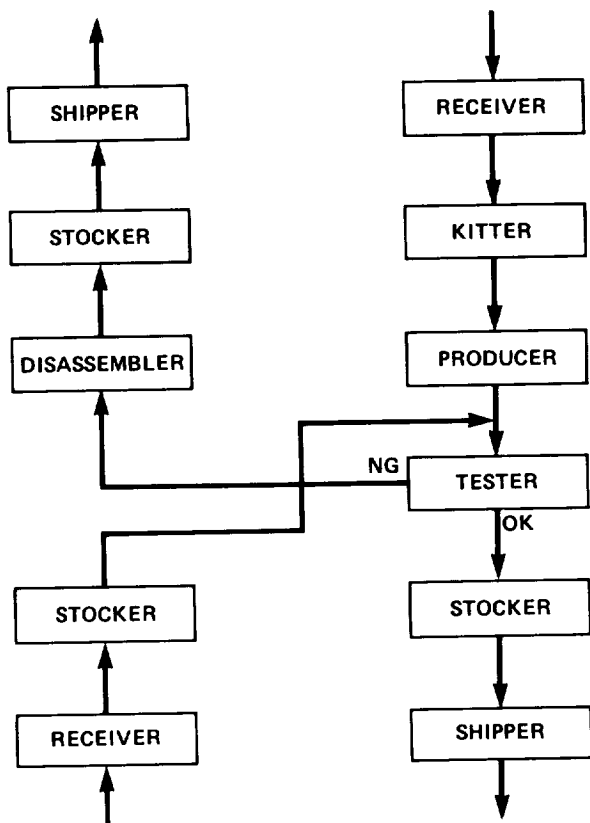 SHIPPER
RECEIVER
STOCKER
KITTER
DISASSEMBLER
PRODUCER
NG
TESTER
OK
STOCKER
STOCKER
RECEIVER
SHIPPER